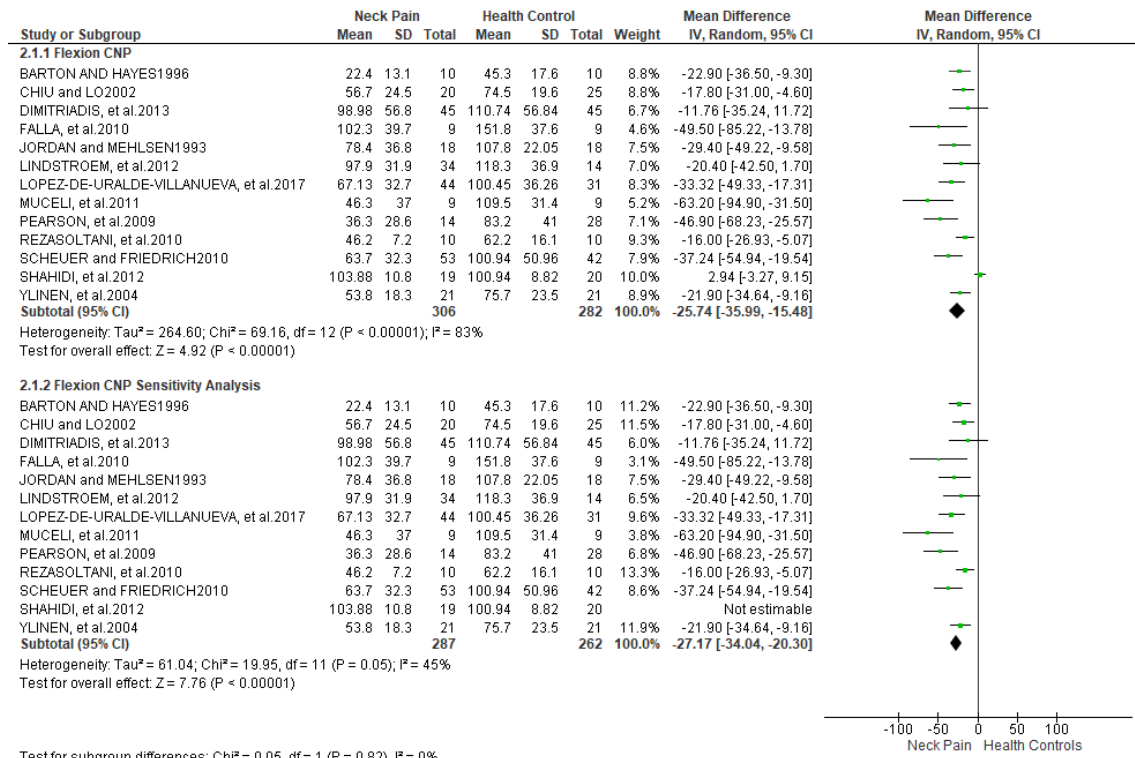 Neck Pain Health Control Mean Difference Mean Difference
Study or Subgroup Mean SD Total Mean SD Total Weight IV, Random, 95% CI IV, Random, 95% CI
2.1.1 Flexion CNP
BARTON AND HAYES1996 22.4 13.1 10 45.3 17.6 10 8.8% -22.90 [-36.50, -9.30]
CHIU and LO2002 56.7 24.5 20 74.5 19.6 25 8.8% -17.80 [-31.00, -4.60]
DIMITRIADIS, et al.2013 98.98 56.8 45 110.74 56.84 45 6.7% -11.76 [-35.24, 11.72]
FALLA, et al.2010 102.3 39.7 9 151.8 37.6 9 4.6% -49.50 [-85.22, -13.78]
JORDAN and MEHLSEN1993 78.4 36.8 18 107.8 22.05 18 7.5% -29.40 [-49.22, -9.58]
LINDSTROEM, et al.2012 97.9 31.9 34 118.3 36.9 14 7.0% -20.40 [-42.50, 1.70]
LOPEZ-DE-URALDE-VILLANUEVA, et al.2017 67.13 32.7 44 100.45 36.26 31 8.3% -33.32 [-49.33, -17.31]
MUCELI, et al.2011 46.3 37 9 109.5 31.4 9 5.2% -63.20 [-94.90, -31.50]
PEARSON, et al.2009 36.3 28.6 14 83.2 41 28 7.1% -46.90 [-68.23, -25.57]
REZASOLTANI, et al.2010 46.2 7.2 10 62.2 16.1 10 9.3% -16.00 [-26.93, -5.07]
SCHEUER and FRIEDRICH2010 63.7 32.3 53 100.94 50.96 42 7.9% -37.24 [-54.94, -19.54]
SHAHIDI, et al.2012 103.88 10.8 19 100.94 8.82 20 10.0% 2.94 [-3.27, 9.15]
YLINEN, et al.2004 53.8 18.3 21 75.7 23.5 21 8.9% -21.90 [-34.64, -9.16]
Subtotal (95% CI) 306 282 100.0% -25.74 [-35.99, -15.48]
Heterogeneity: Tau² = 264.60; Chi² = 69.16, df = 12 (P < 0.00001); I² = 83%
Test for overall effect: Z = 4.92 (P < 0.00001)
2.1.2 Flexion CNP Sensitivity Analysis
BARTON AND HAYES1996 22.4 13.1 10 45.3 17.6 10 11.2% -22.90 [-36.50, -9.30]
CHIU and LO2002 56.7 24.5 20 74.5 19.6 25 11.5% -17.80 [-31.00, -4.60]
DIMITRIADIS, et al.2013 98.98 56.8 45 110.74 56.84 45 6.0% -11.76 [-35.24, 11.72]
FALLA, et al.2010 102.3 39.7 9 151.8 37.6 9 3.1% -49.50 [-85.22, -13.78]
JORDAN and MEHLSEN1993 78.4 36.8 18 107.8 22.05 18 7.5% -29.40 [-49.22, -9.58]
LINDSTROEM, et al.2012 97.9 31.9 34 118.3 36.9 14 6.5% -20.40 [-42.50, 1.70]
LOPEZ-DE-URALDE-VILLANUEVA, et al.2017 67.13 32.7 44 100.45 36.26 31 9.6% -33.32 [-49.33, -17.31]
MUCELI, et al.2011 46.3 37 9 109.5 31.4 9 3.8% -63.20 [-94.90, -31.50]
PEARSON, et al.2009 36.3 28.6 14 83.2 41 28 6.8% -46.90 [-68.23, -25.57]
REZASOLTANI, et al.2010 46.2 7.2 10 62.2 16.1 10 13.3% -16.00 [-26.93, -5.07]
SCHEUER and FRIEDRICH2010 63.7 32.3 53 100.94 50.96 42 8.6% -37.24 [-54.94, -19.54]
SHAHIDI, et al.2012 103.88 10.8 19 100.94 8.82 20 Not estimable
YLINEN, et al.2004 53.8 18.3 21 75.7 23.5 21 11.9% -21.90 [-34.64, -9.16]
Subtotal (95% CI) 287 262 100.0% -27.17 [-34.04, -20.30]
Heterogeneity: Tau² = 61.04; Chi² = 19.95, df = 11 (P = 0.05); I² = 45%
Test for overall effect: Z = 7.76 (P < 0.00001)
-100 -50 0 50 100
Neck Pain Health Controls
Test for subgroup differences: Chi² = 0.05, df = 1 (P = 0.82), I² = 0%